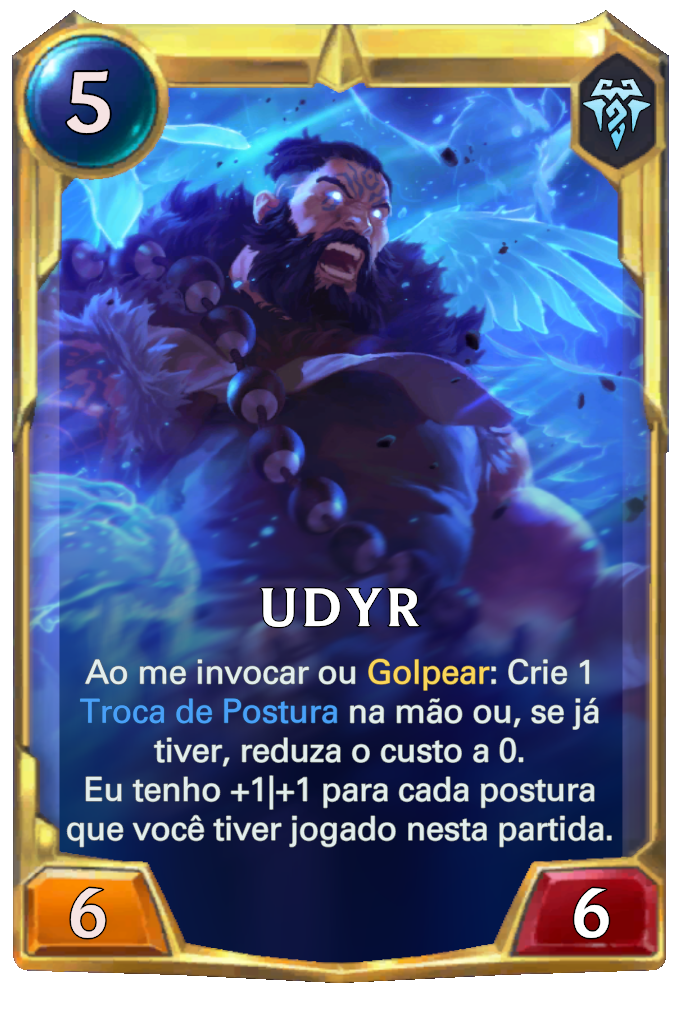 5
UDYR
Ao me invocar ou Golpear: Crie 1
Troca de Postura na mão ou, se já
tiver, reduza o custo a 0.
Eu tenho +1|+1 para cada postura
que você tiver jogado nesta partida.
6
6